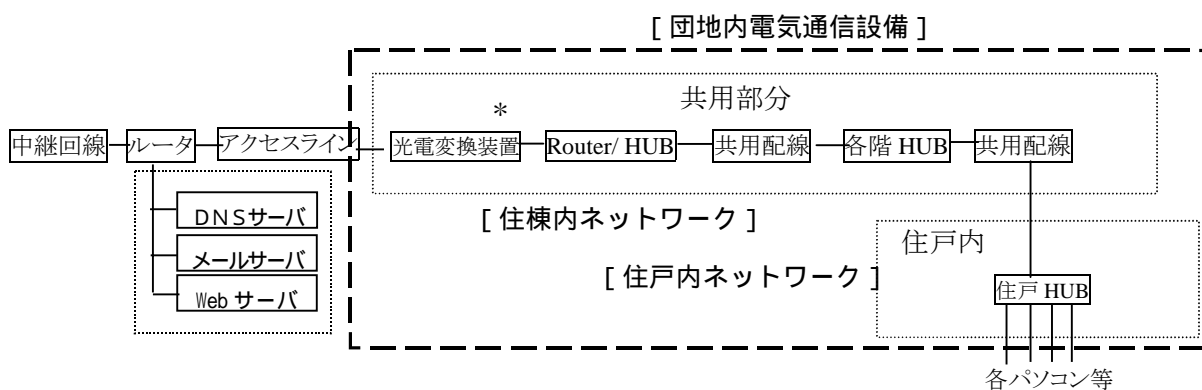 [ 団地内電気通信設備 ]
共用部分
*
中継回線
ルータ
アクセスライン
光電変換装置
Router/ HUB
共用配線
各階 HUB
共用配線
DNSサーバ
メールサーバ
Web サーバ
[ 住棟内ネットワーク ]
住戸内
[ 住戸内ネットワーク ]
住戸 HUB
各パソコン等